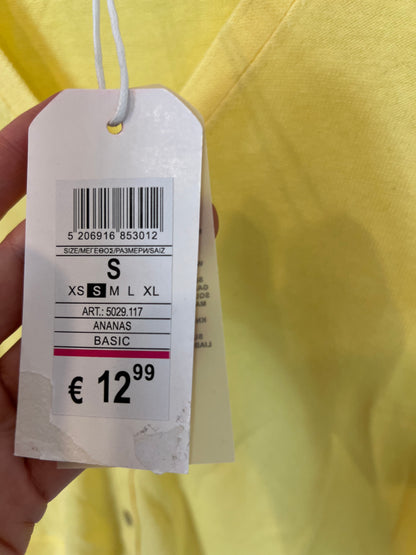 5 206916 853012
SIZE/ΜΕΓΕΘΟΣ/РАЗМЕРИ/SAIZ
S
XS S M L XL
ART.: 5029.117
ANANAS
BASIC
€ 12.99